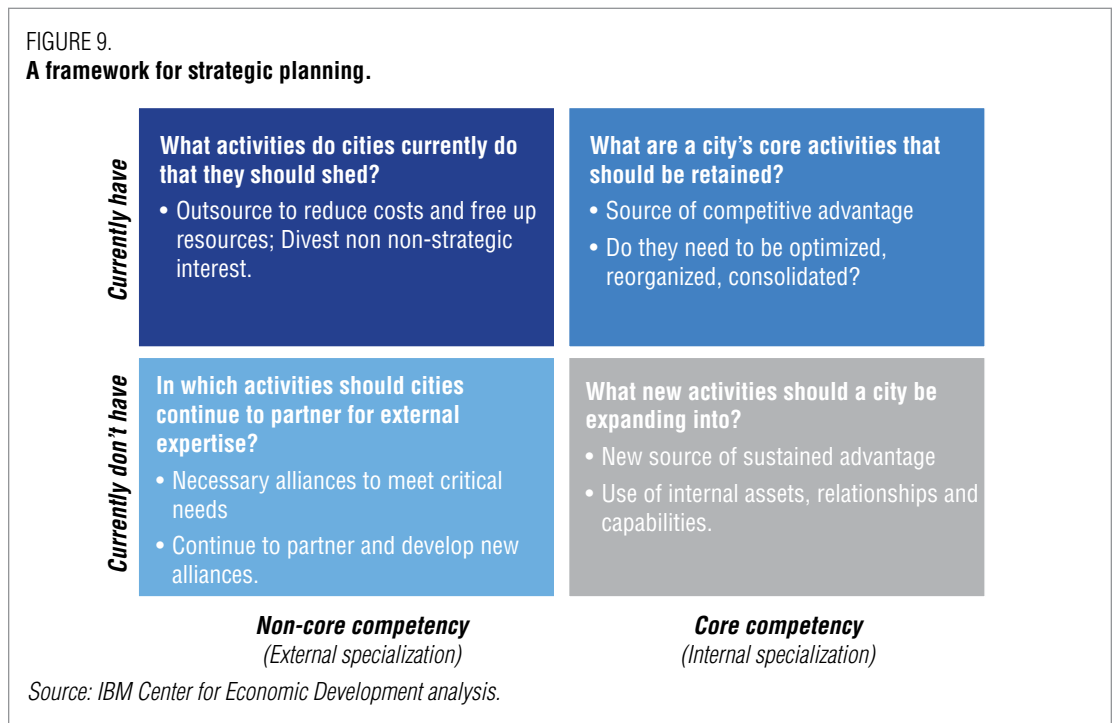 FIGURE 9.
A framework for strategic planning.
Currently have
What activities do cities currently do
that they should shed?
• Outsource to reduce costs and free up
resources; Divest non non-strategic
interest.
What are a city’s core activities that
should be retained?
• Source of competitive advantage
• Do they need to be optimized,
reorganized, consolidated?
Currently don’t have
In which activities should cities
continue to partner for external
expertise?
• Necessary alliances to meet critical
needs
• Continue to partner and develop new
alliances.
What new activities should a city be
expanding into?
• New source of sustained advantage
• Use of internal assets, relationships and
capabilities.
Non-core competency
(External specialization)
Core competency
(Internal specialization)
Source: IBM Center for Economic Development analysis.